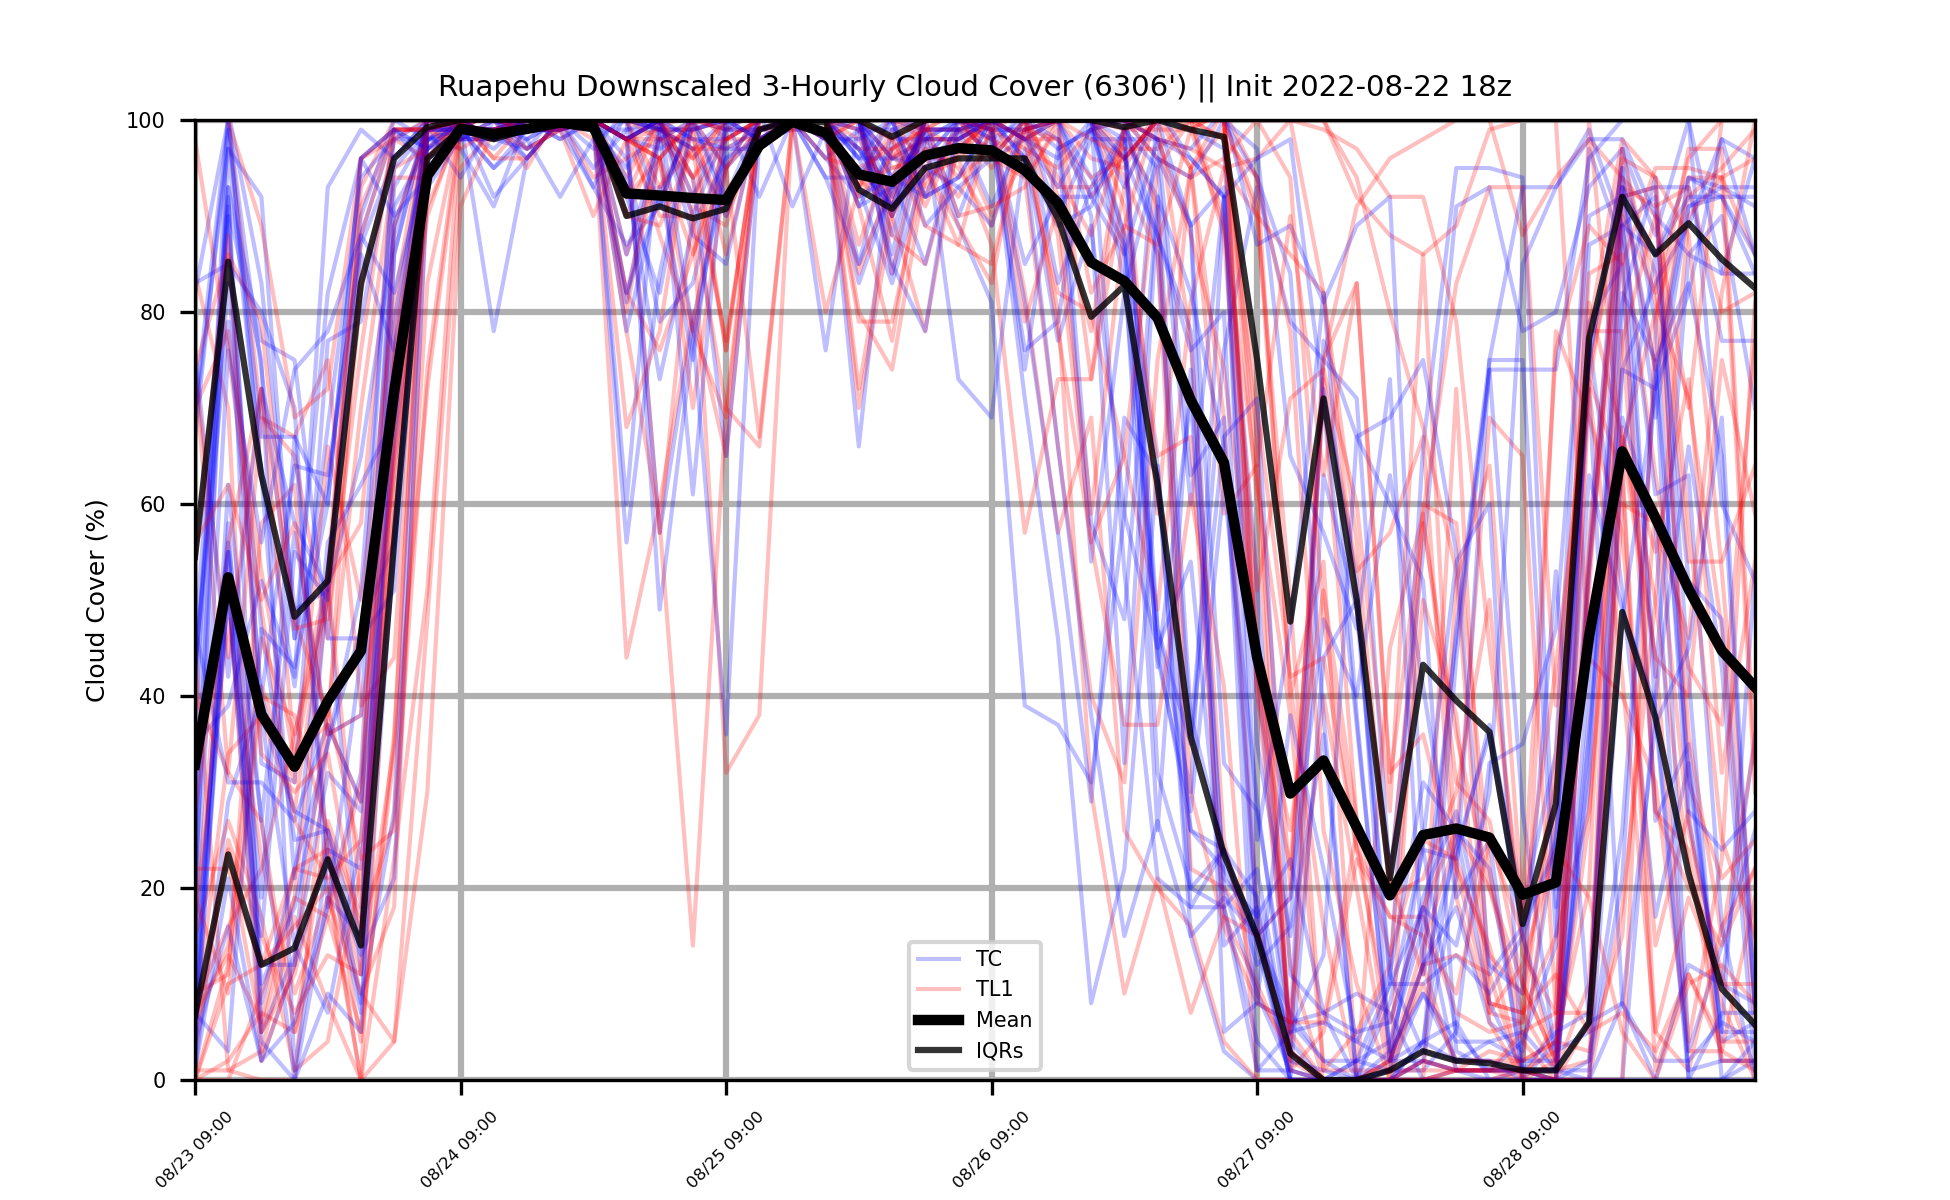 Ruapehu Downscaled 3-Hourly Cloud Cover (6306') || Init 2022-08-22 18z
Cloud Cover (%)
100
80
60
40
20
0
TC
TL1
Mean
IQRs
08/23 09:00
08/24 09:00
08/25 09:00
08/26 09:00
08/27 09:00
08/28 09:00